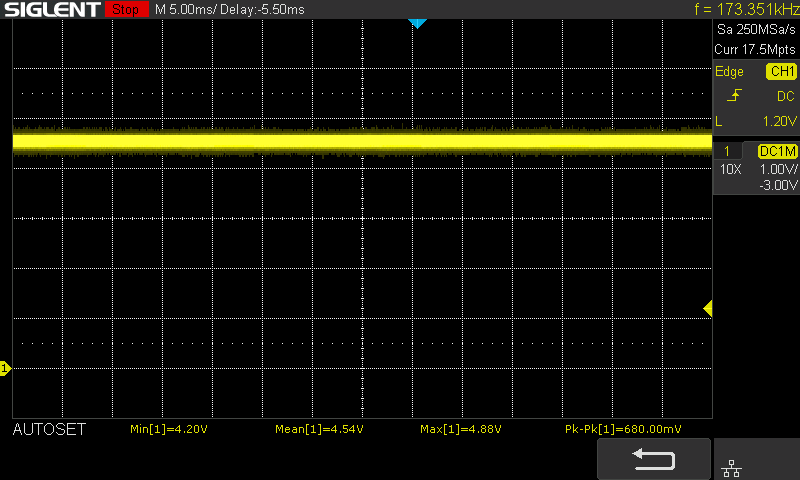 SIGLENT Stop M 5.00ms/ Delay:-5.50ms f = 173.351kHz
Sa 250MSa/s
Curr 17.5Mpts
Edge CH1
DC
L 1.20V
1 DC1M
10X 1.00V/
-3.00V
1
AUTOSET Min[1]=4.20V Mean[1]=4.54V Max[1]=4.88V Pk-Pk[1]=680.00mV